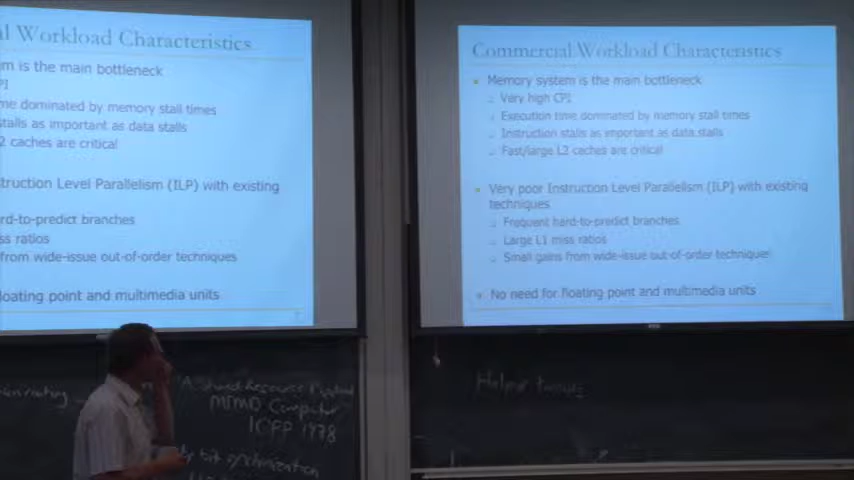 l Workload Characteristics
m is the main bottleneck
PI
me dominated by memory stall times
stalls as important as data stalls
2 caches are critical
truction Level Parallelism (ILP) with existing
rd-to-predict branches
ss ratios
from wide-issue out-of-order techniques
loating point and multimedia units
Commercial Workload Characteristics
Memory system is the main bottleneck
Very high CPI
Execution time dominated by memory stall times
Instruction stalls as important as data stalls
Fast/large L2 caches are critical
Very poor Instruction Level Parallelism (ILP) with existing
techniques
Frequent hard-to-predict branches
Large L1 miss ratios
Small gains from wide-issue out-of-order techniques
No need for floating point and multimedia units
A shared Resource
MIMD Computer
ICPP 1978
bit synchronization
Helper